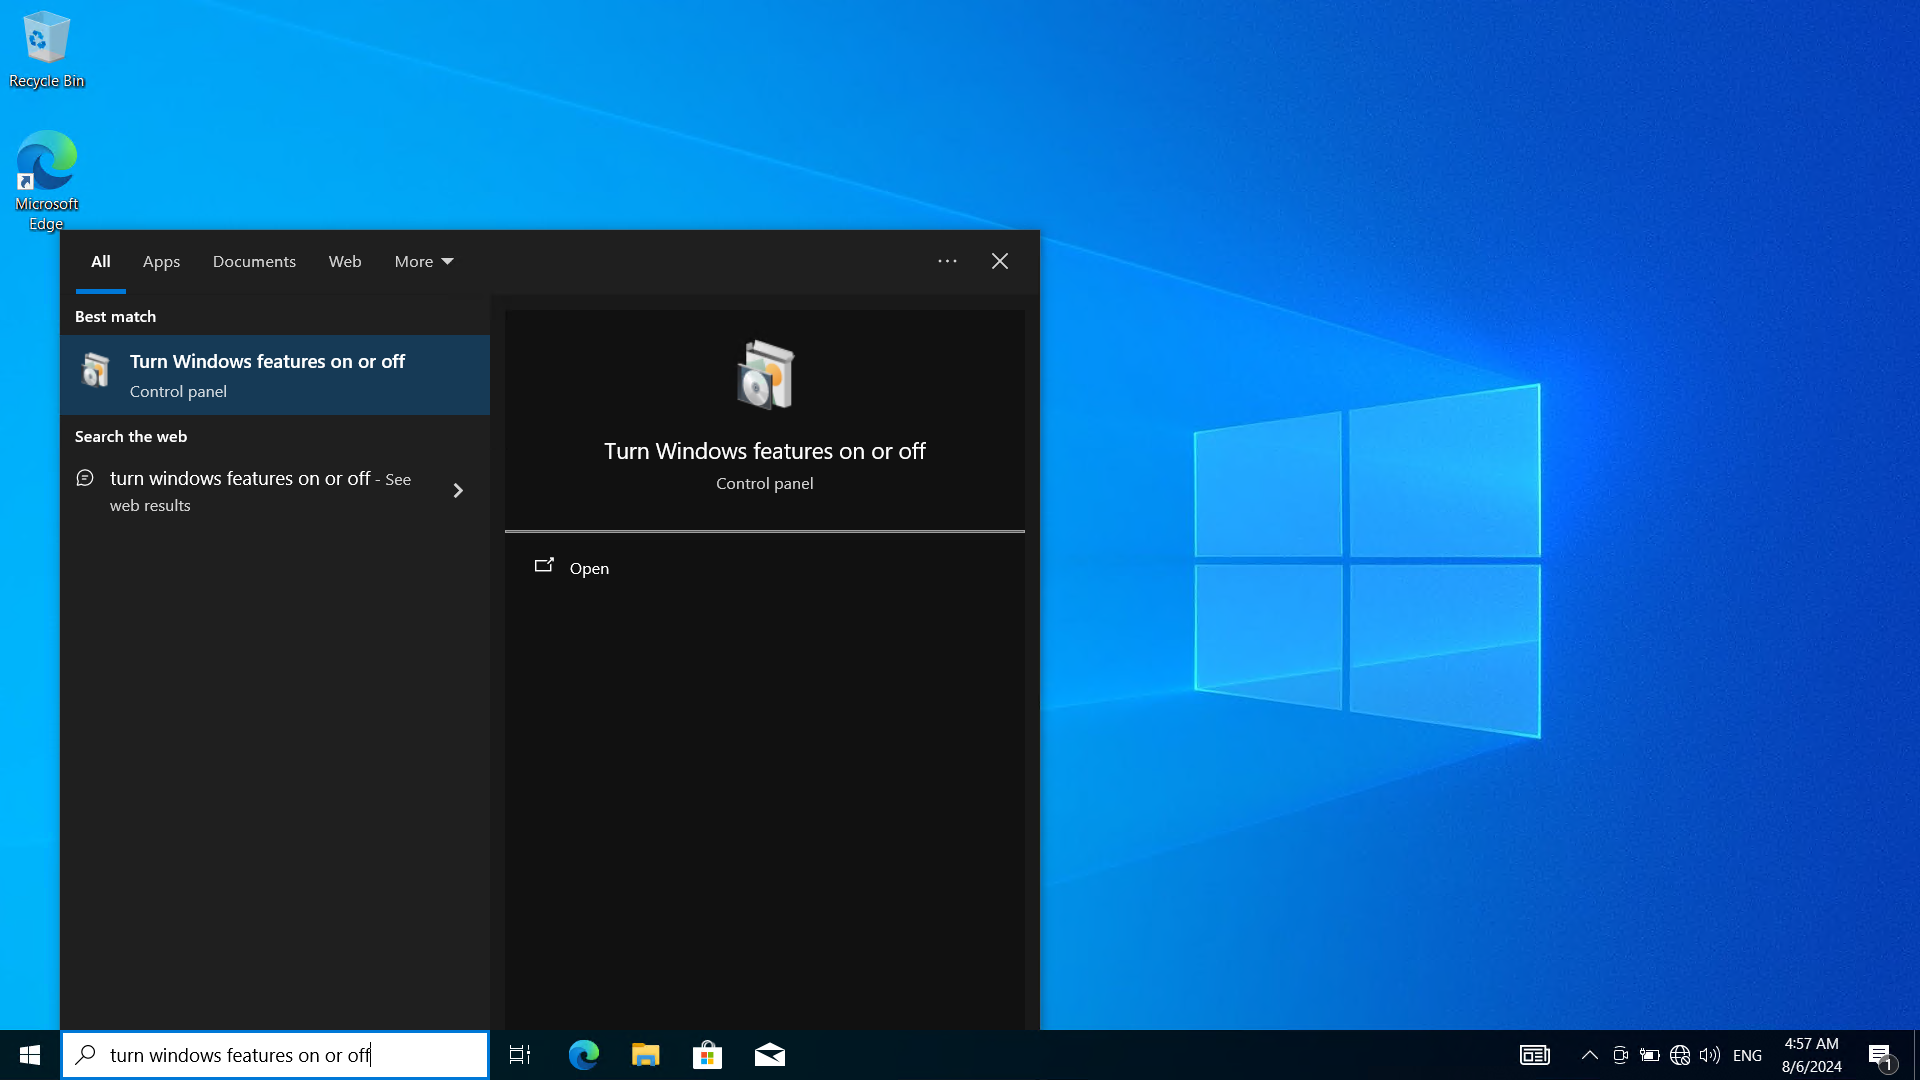 Recycle Bin
Microsoft
Edge
All Apps Documents Web More
Best match
Turn Windows features on or off
Control panel
Search the web
turn windows features on or off - See
web results
Turn Windows features on or off
Control panel
Open
turn windows features on or off
ENG
4:57 AM
8/6/2024
1